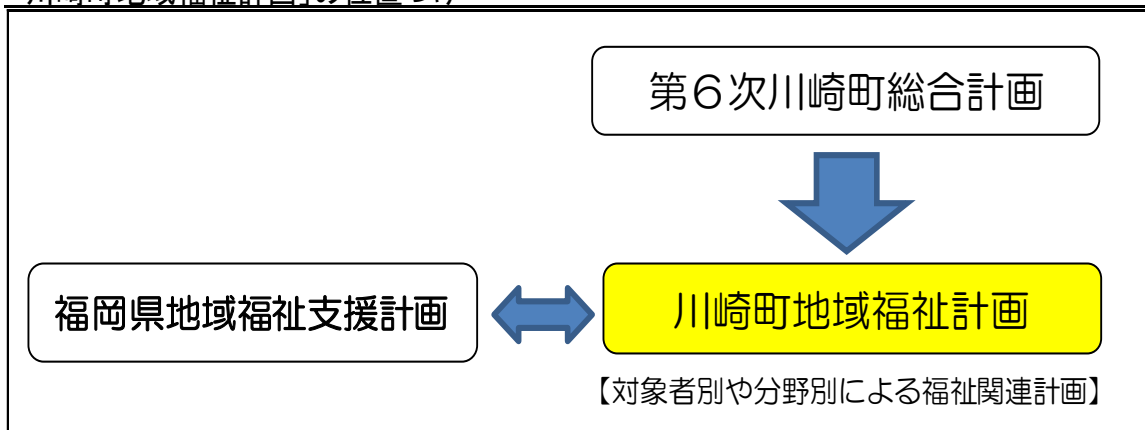 第6次川崎町総合計画
福岡県地域福祉支援計画
川崎町地域福祉計画
【対象者別や分野別による福祉関連計画】